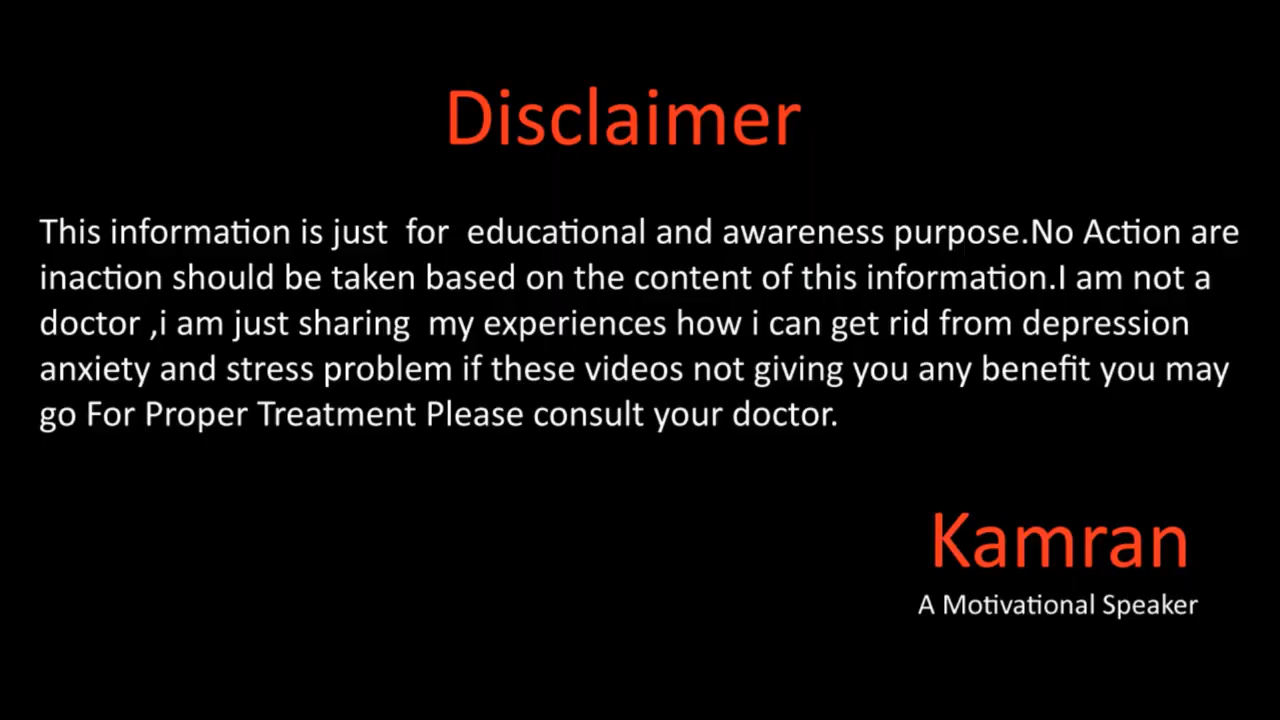 Disclaimer
This information is just  for  educational and awareness purpose.No Action are
inaction should be taken based on the content of this information.I am not a
doctor ,i am just sharing  my experiences how i can get rid from depression
anxiety and stress problem if these videos not giving you any benefit you may
go For Proper Treatment Please consult your doctor.
Kamran
A Motivational Speaker